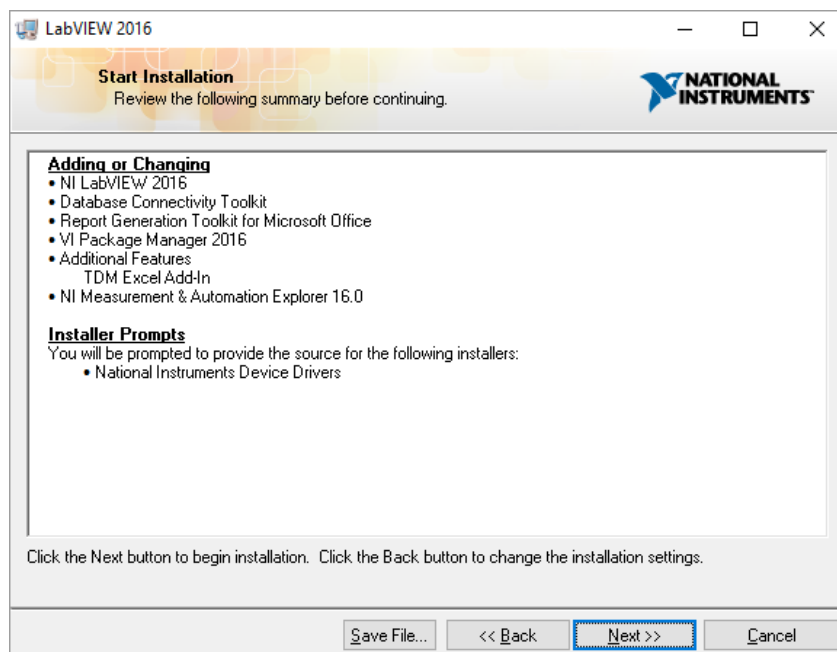 LabVIEW 2016
Start Installation
Review the following summary before continuing.
NATIONAL
INSTRUMENTS™
Adding or Changing
• NI LabVIEW 2016
• Database Connectivity Toolkit
• Report Generation Toolkit for Microsoft Office
• VI Package Manager 2016
• Additional Features
TDM Excel Add-In
• NI Measurement & Automation Explorer 16.0
Installer Prompts
You will be prompted to provide the source for the following installers:
• National Instruments Device Drivers
Click the Next button to begin installation. Click the Back button to change the installation settings.
Save File... << Back Next >> Cancel